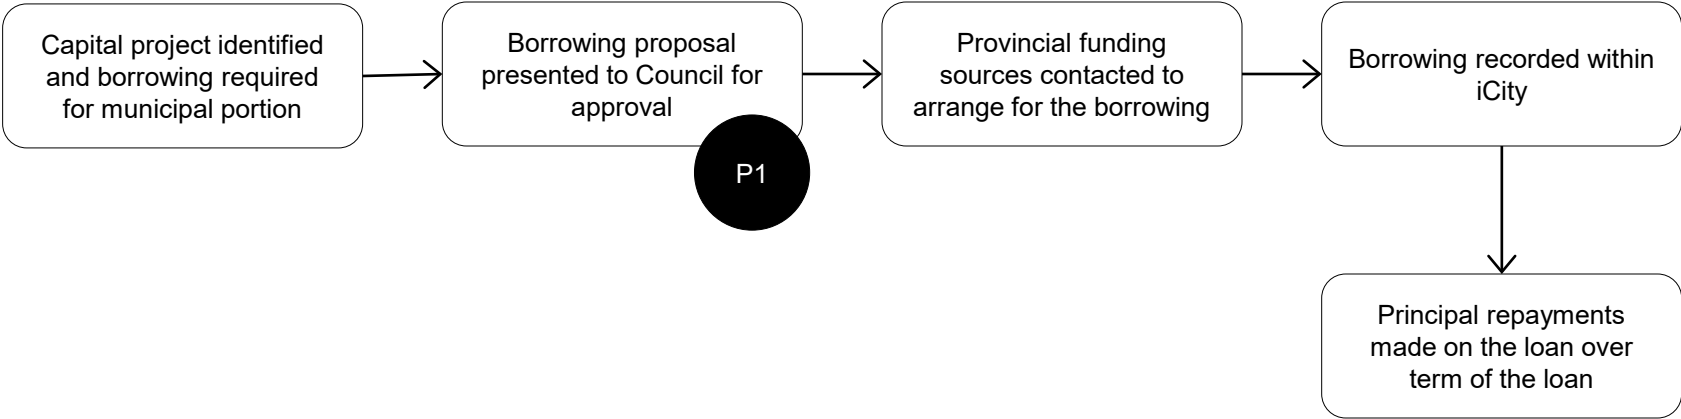 Capital project identified
and borrowing required
for municipal portion
Borrowing proposal
presented to Council for
approval
P1
Provincial funding
sources contacted to
arrange for the borrowing
Borrowing recorded within
iCity
Principal repayments
made on the loan over
term of the loan